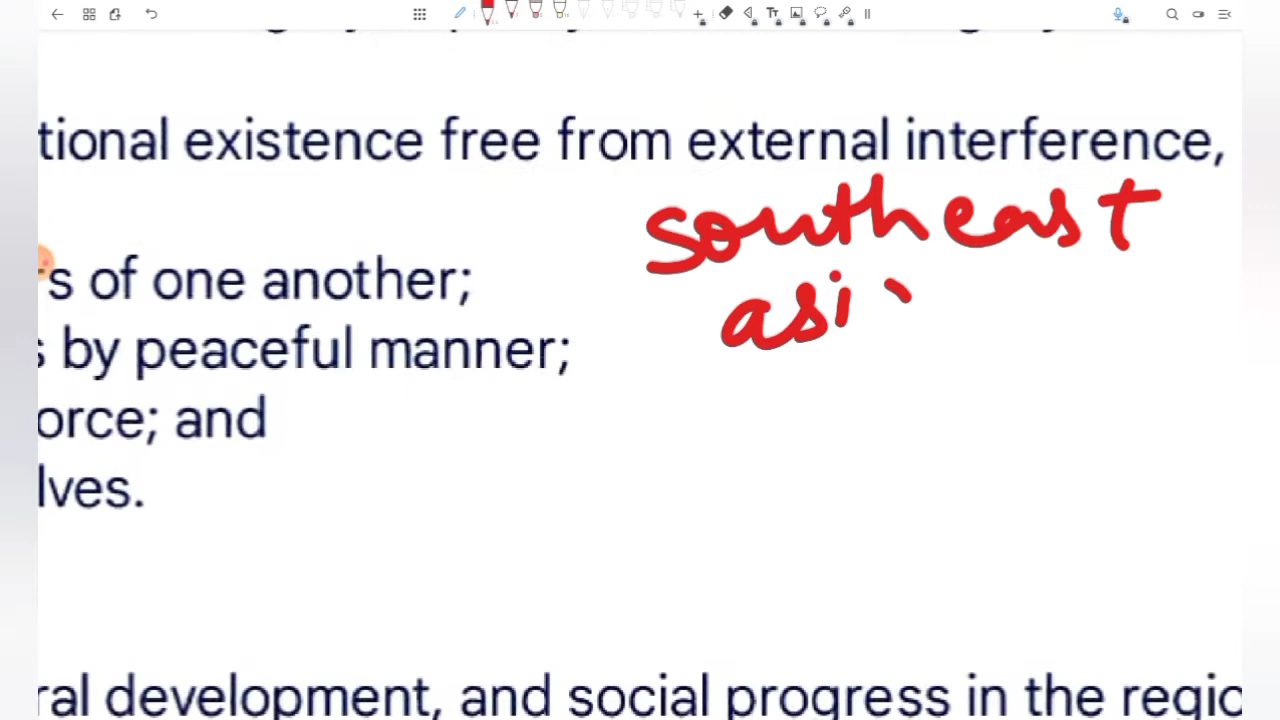 tional existence free from external interference,
southeast
asi
s of one another;
s by peaceful manner;
orce; and
lves.
ral development, and social progress in the regio